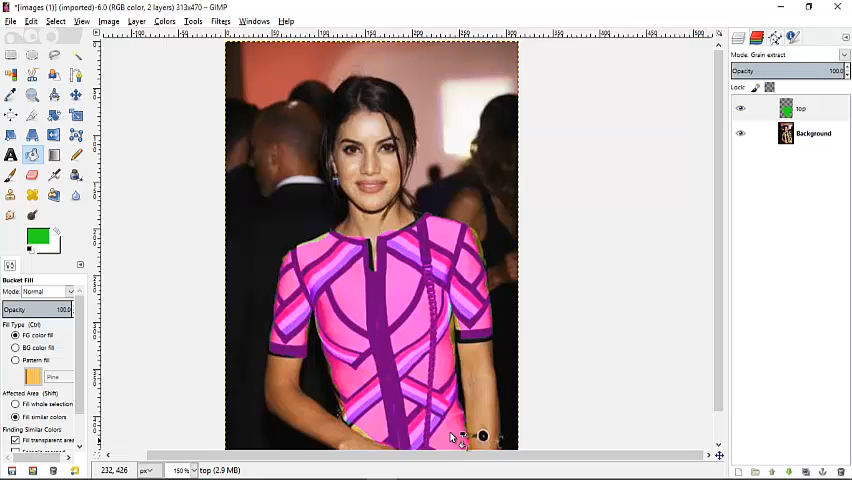 *[images (1)] (imported)-6.0 (RGB color, 2 layers) 313x470 – GIMP
File Edit Select View Image Layer Colors Tools Filters Windows Help
Mode: Grain extract
Opacity 100.0
Lock:
top
Background
Bucket Fill
Mode: Normal
Opacity 100.0
Fill Type (Ctrl)
FG color fill
BG color fill
Pattern fill
Pine
Affected Area (Shift)
Fill whole selection
Fill similar colors
Finding Similar Colors
Fill transparent area
232, 426 px 150% top (2.9 MB)